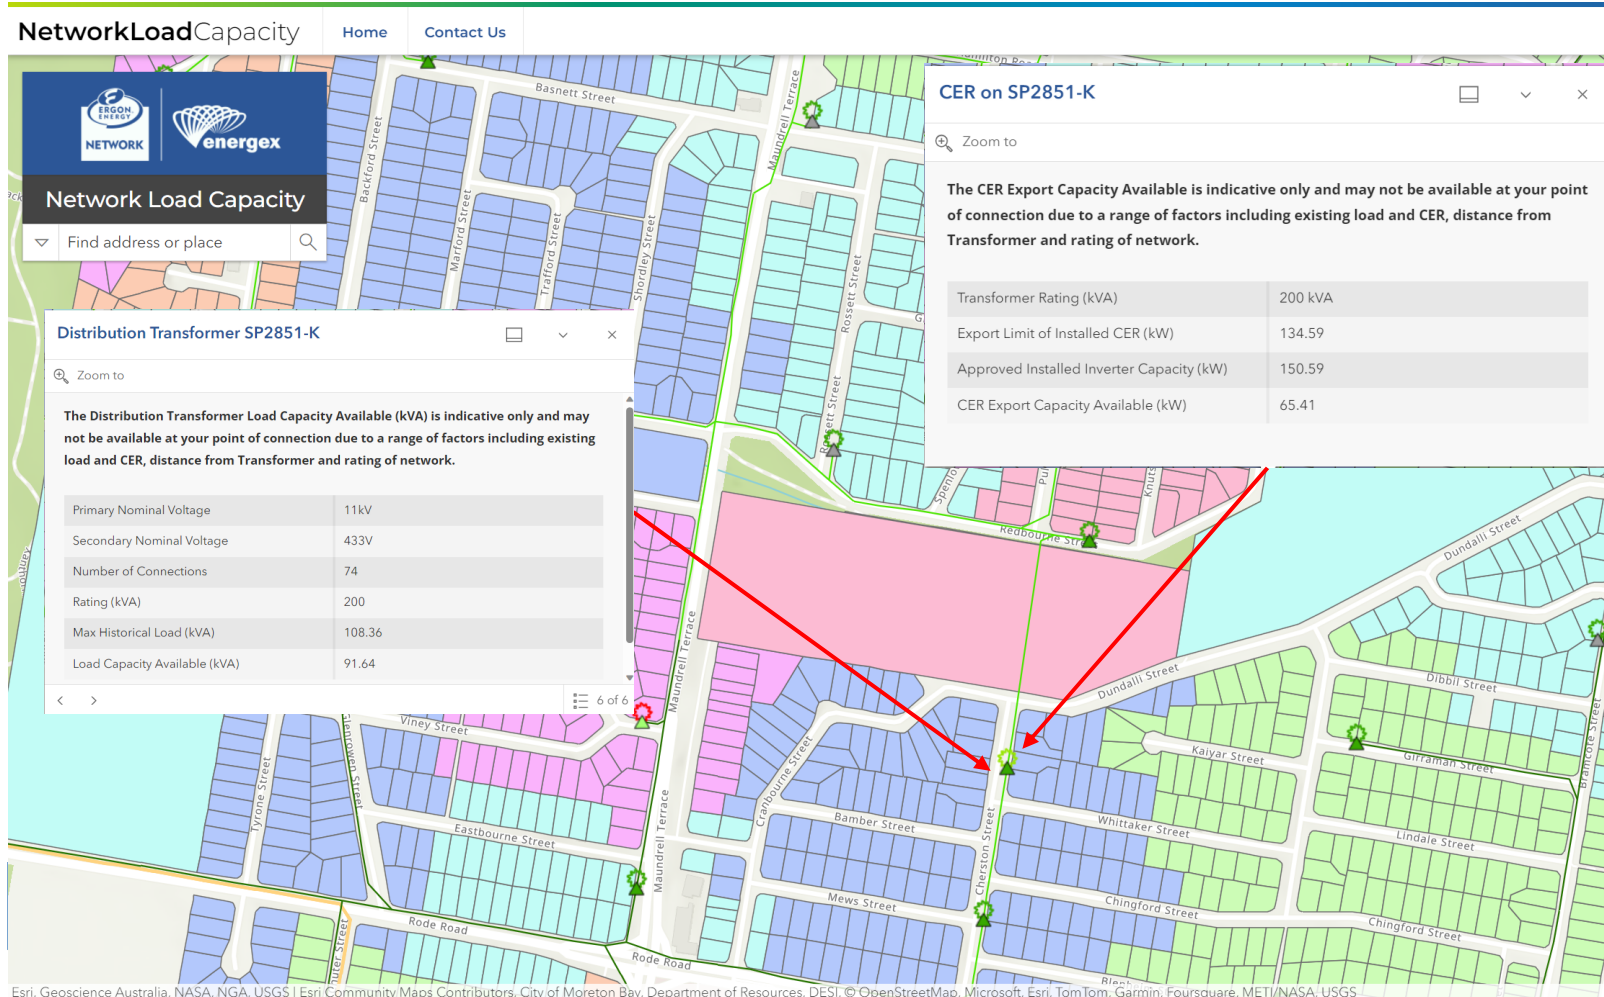 NetworkLoadCapacity
Home
Contact Us
ERGON
ENERGY
NETWORK
energex
Network Load Capacity
Find address or place
CER on SP2851-K
Zoom to
The CER Export Capacity Available is indicative only and may not be available at your point
of connection due to a range of factors including existing load and CER, distance from
Transformer and rating of network.
Transformer Rating (kVA) 200 kVA
Export Limit of Installed CER (kW) 134.59
Approved Installed Inverter Capacity (kW) 150.59
CER Export Capacity Available (kW) 65.41
Distribution Transformer SP2851-K
Zoom to
The Distribution Transformer Load Capacity Available (kVA) is indicative only and may
not be available at your point of connection due to a range of factors including existing
load and CER, distance from Transformer and rating of network.
Primary Nominal Voltage 11kV
Secondary Nominal Voltage 433V
Number of Connections 74
Rating (kVA) 200
Max Historical Load (kVA) 108.36
Load Capacity Available (kVA) 91.64
6 of 6
Basnett Street
Maundrell Terrace
Backford Street
Marford Street
Trafford Street
Shordley Street
Rossett Street
Redbourne Str
Dundalli Street
Dundalli Street
Maundrell Terrace
Dibbil Street
Kaiyar Street
Girraman Street
Bramcote Street
Viney Street
Glenrowen Street
Tyrone Street
Cranbourne Street
Bamber Street
Whittaker Street
Lindale Street
Eastbourne Street
Maundrell Terrace
Cherston Street
Mews Street
Chingford Street
Chingford Street
Rode Road
Rode Road
Esri, Geoscience Australia, NASA, NGA, USGS | Esri Community Maps Contributors, City of Moreton Bay, Department of Resources, DESI, © OpenStreetMap, Microsoft, Esri, TomTom, Garmin, Foursquare, METI/NASA, USGS